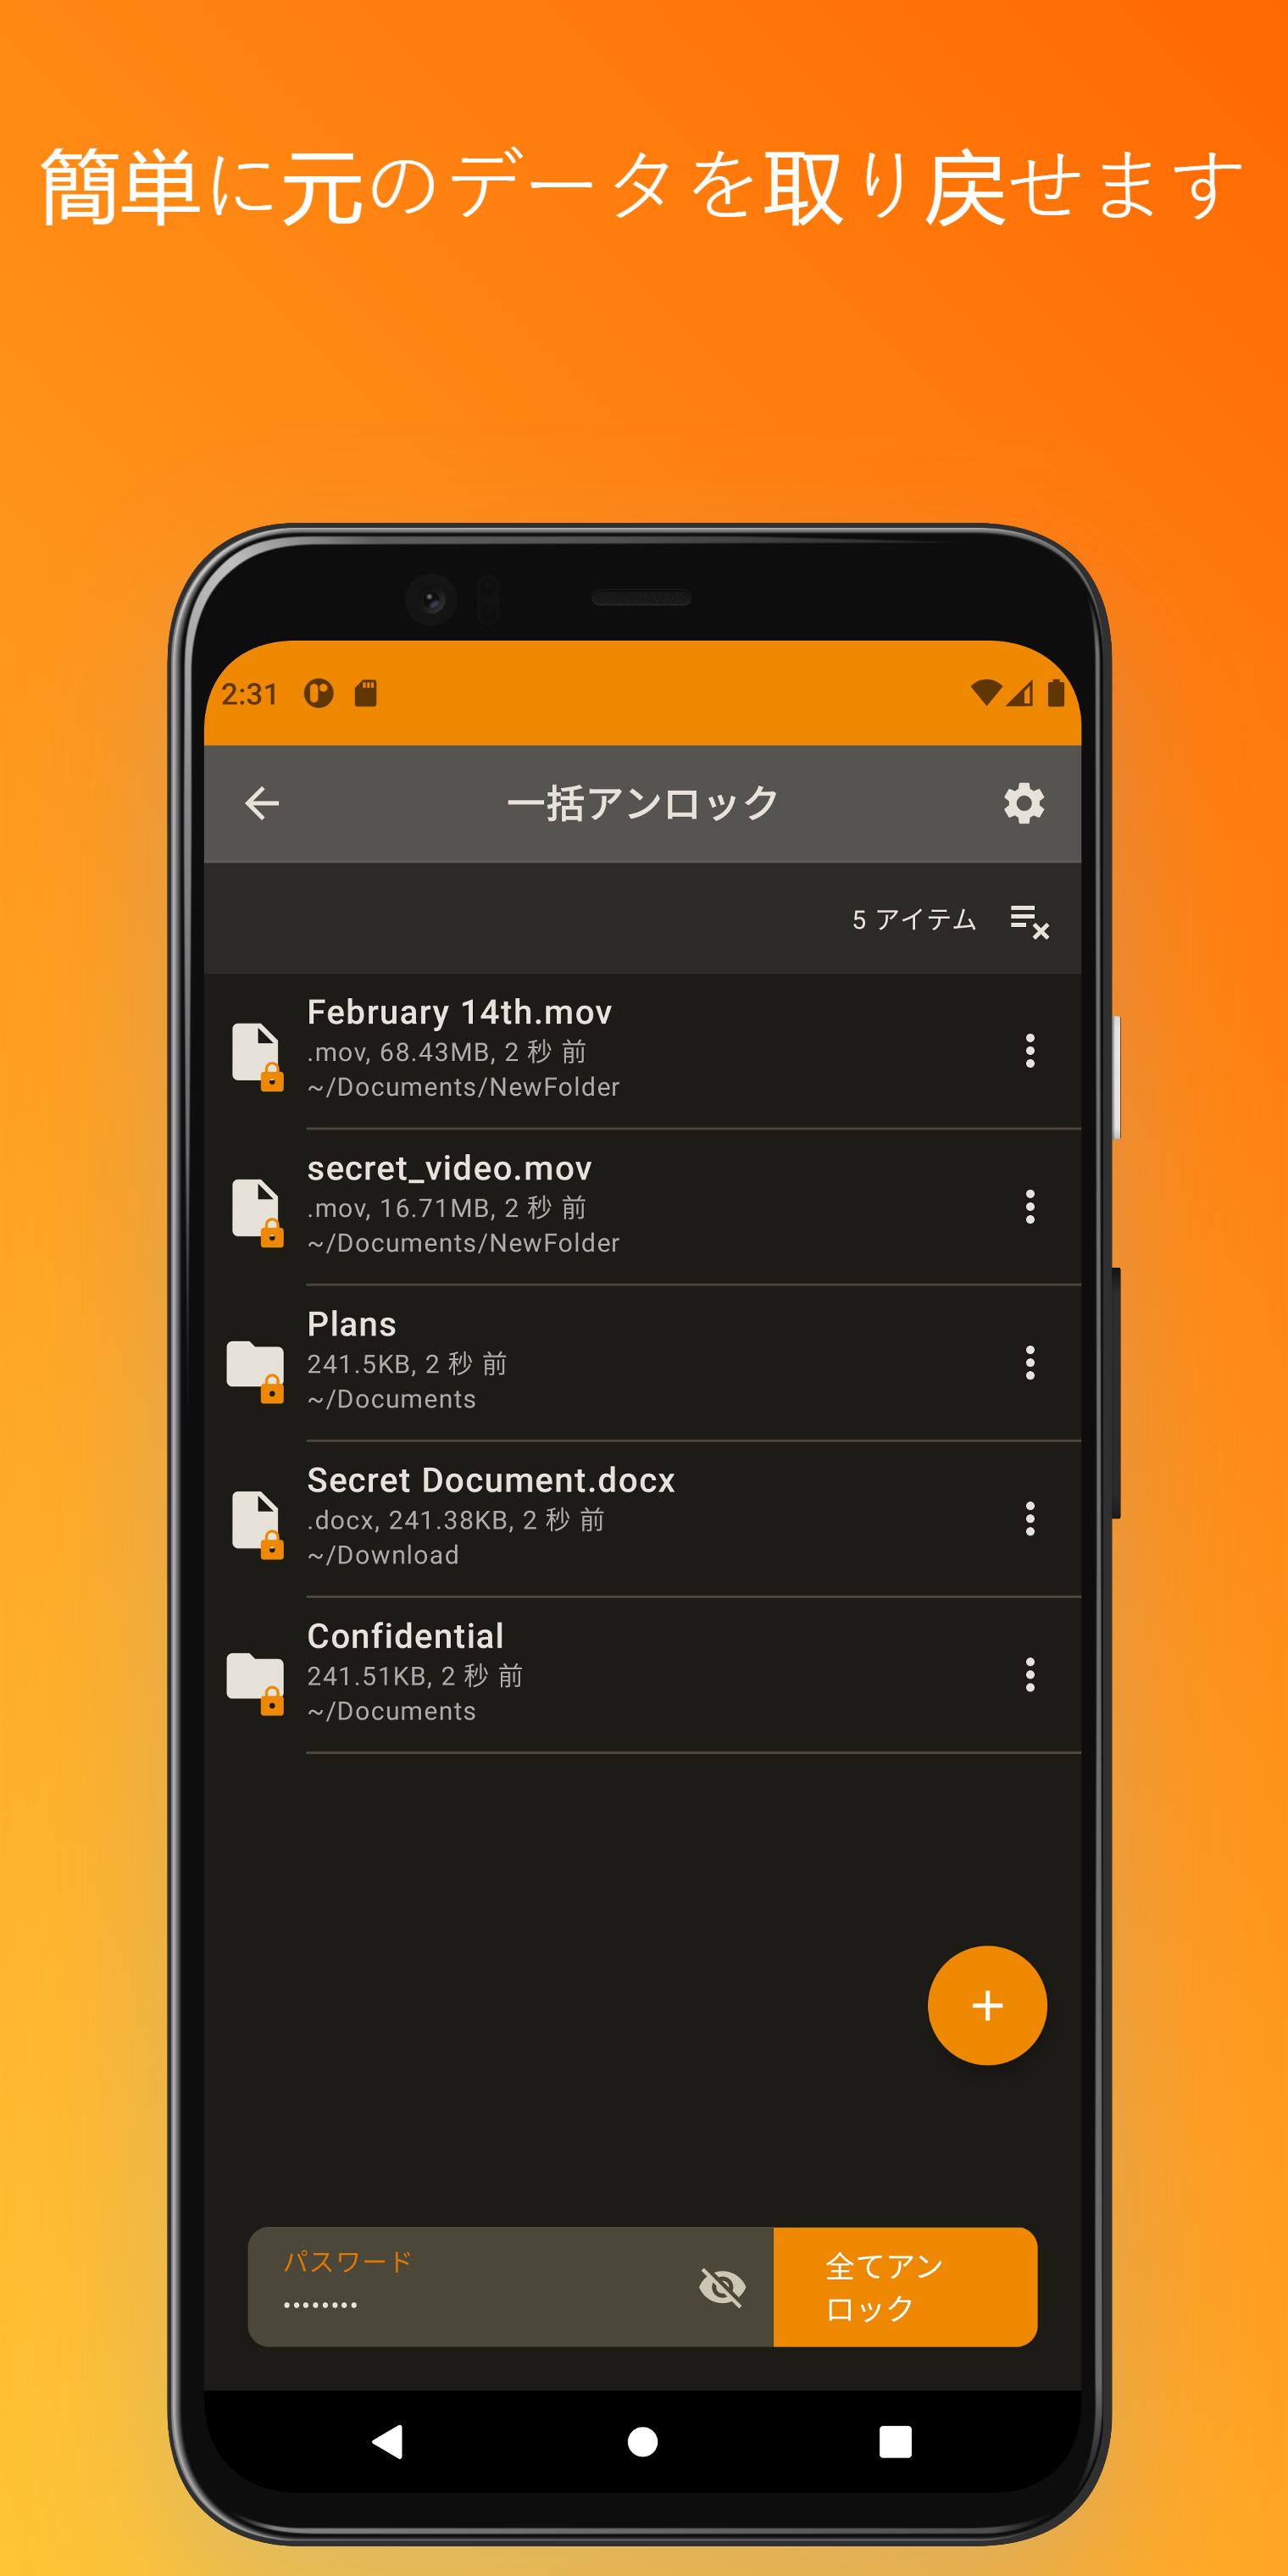 簡単に元のデータを取り戻せます
2:31
一括アンロック
5 アイテム
February 14th.mov
.mov, 68.43MB, 2 秒 前
~/Documents/NewFolder
secret_video.mov
.mov, 16.71MB, 2 秒 前
~/Documents/NewFolder
Plans
241.5KB, 2 秒 前
~/Documents
Secret Document.docx
.docx, 241.38KB, 2 秒 前
~/Download
Confidential
241.51KB, 2 秒 前
~/Documents
パスワード
••••••••
全てアン
ロック